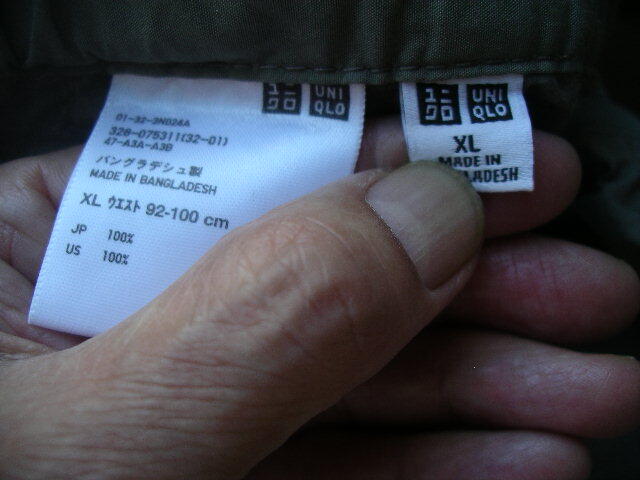 ユニ
クロ
UNI
QLO
01-32-3N024A
328-075311(32-01)
47-A3A-A3B
バングラデシュ製
MADE IN BANGLADESH
XL ウエスト 92-100 cm
JP 100%
US 100%
ユニ
クロ
UNI
QLO
XL
MADE IN
LADESH